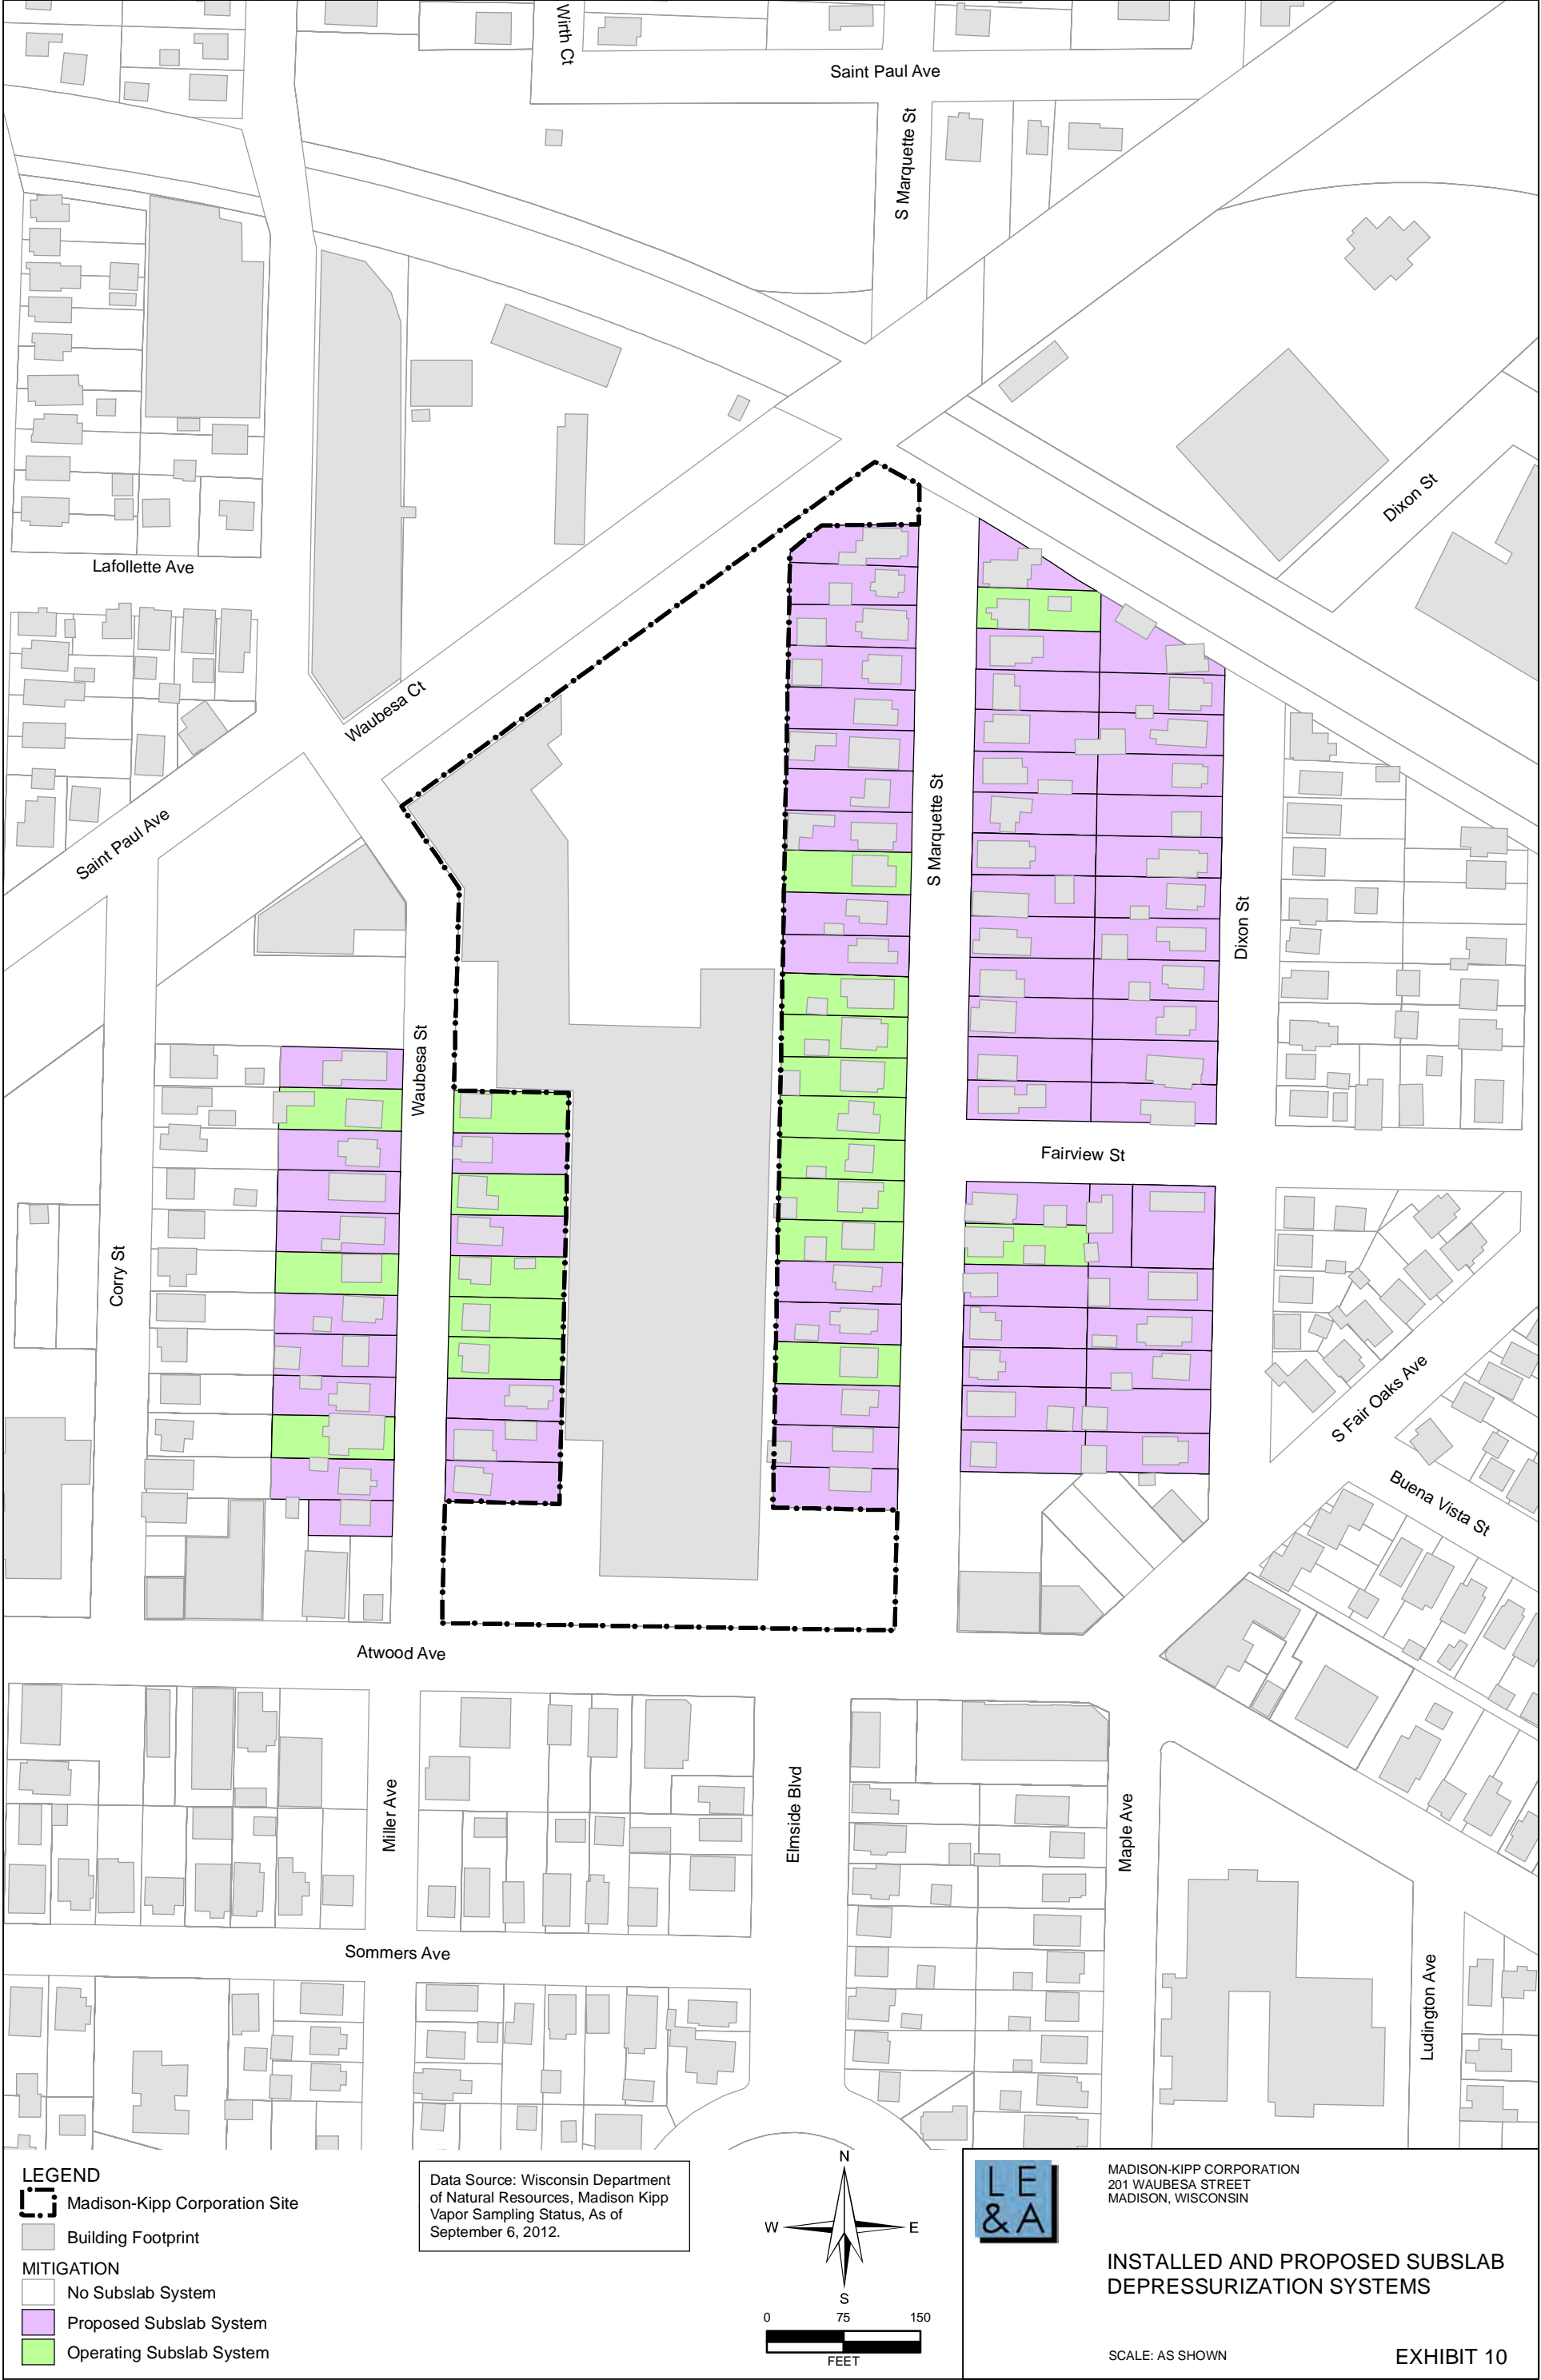 Wirth Ct
Saint Paul Ave
S Marquette St
Dixon St
Lafollette Ave
Waubesa Ct
Saint Paul Ave
S Marquette St
Dixon St
Waubesa St
Fairview St
Corry St
S Fair Oaks Ave
Buena Vista St
Atwood Ave
Miller Ave
Elmside Blvd
Maple Ave
Sommers Ave
Ludington Ave
LEGEND
Madison-Kipp Corporation Site
Building Footprint
MITIGATION
No Subslab System
Proposed Subslab System
Operating Subslab System
Data Source: Wisconsin Department
of Natural Resources, Madison Kipp
Vapor Sampling Status, As of
September 6, 2012.
N
W E
S
0 75 150
FEET
LE
&A
MADISON-KIPP CORPORATION
201 WAUBESA STREET
MADISON, WISCONSIN
INSTALLED AND PROPOSED SUBSLAB
DEPRESSURIZATION SYSTEMS
SCALE: AS SHOWN
EXHIBIT 10